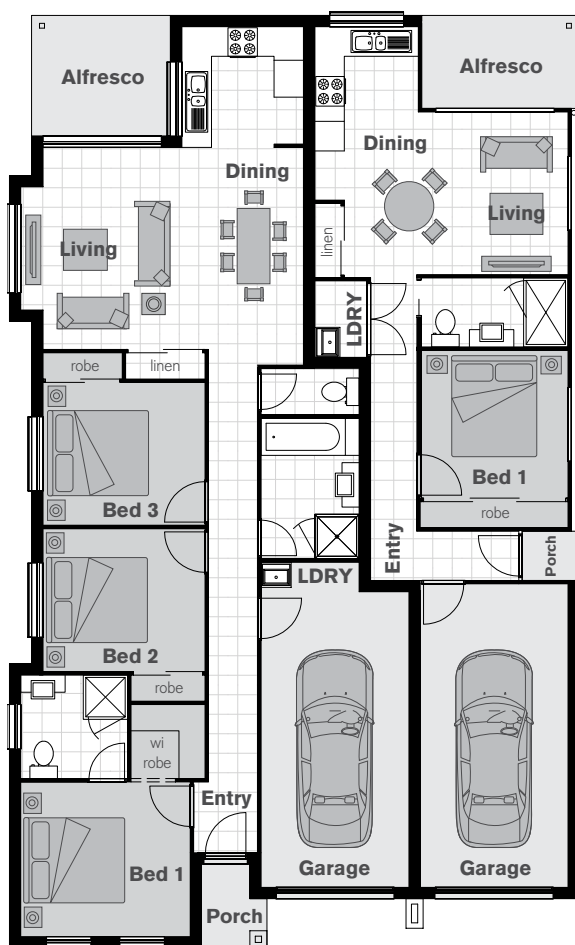 Alfresco
Alfresco
Dining
Dining
Living
Living
linen
LDRY
robe
linen
Bed 3
Bed 1
robe
Entry
Porch
LDRY
Bed 2
robe
wi
robe
Entry
Bed 1
Garage
Garage
Porch